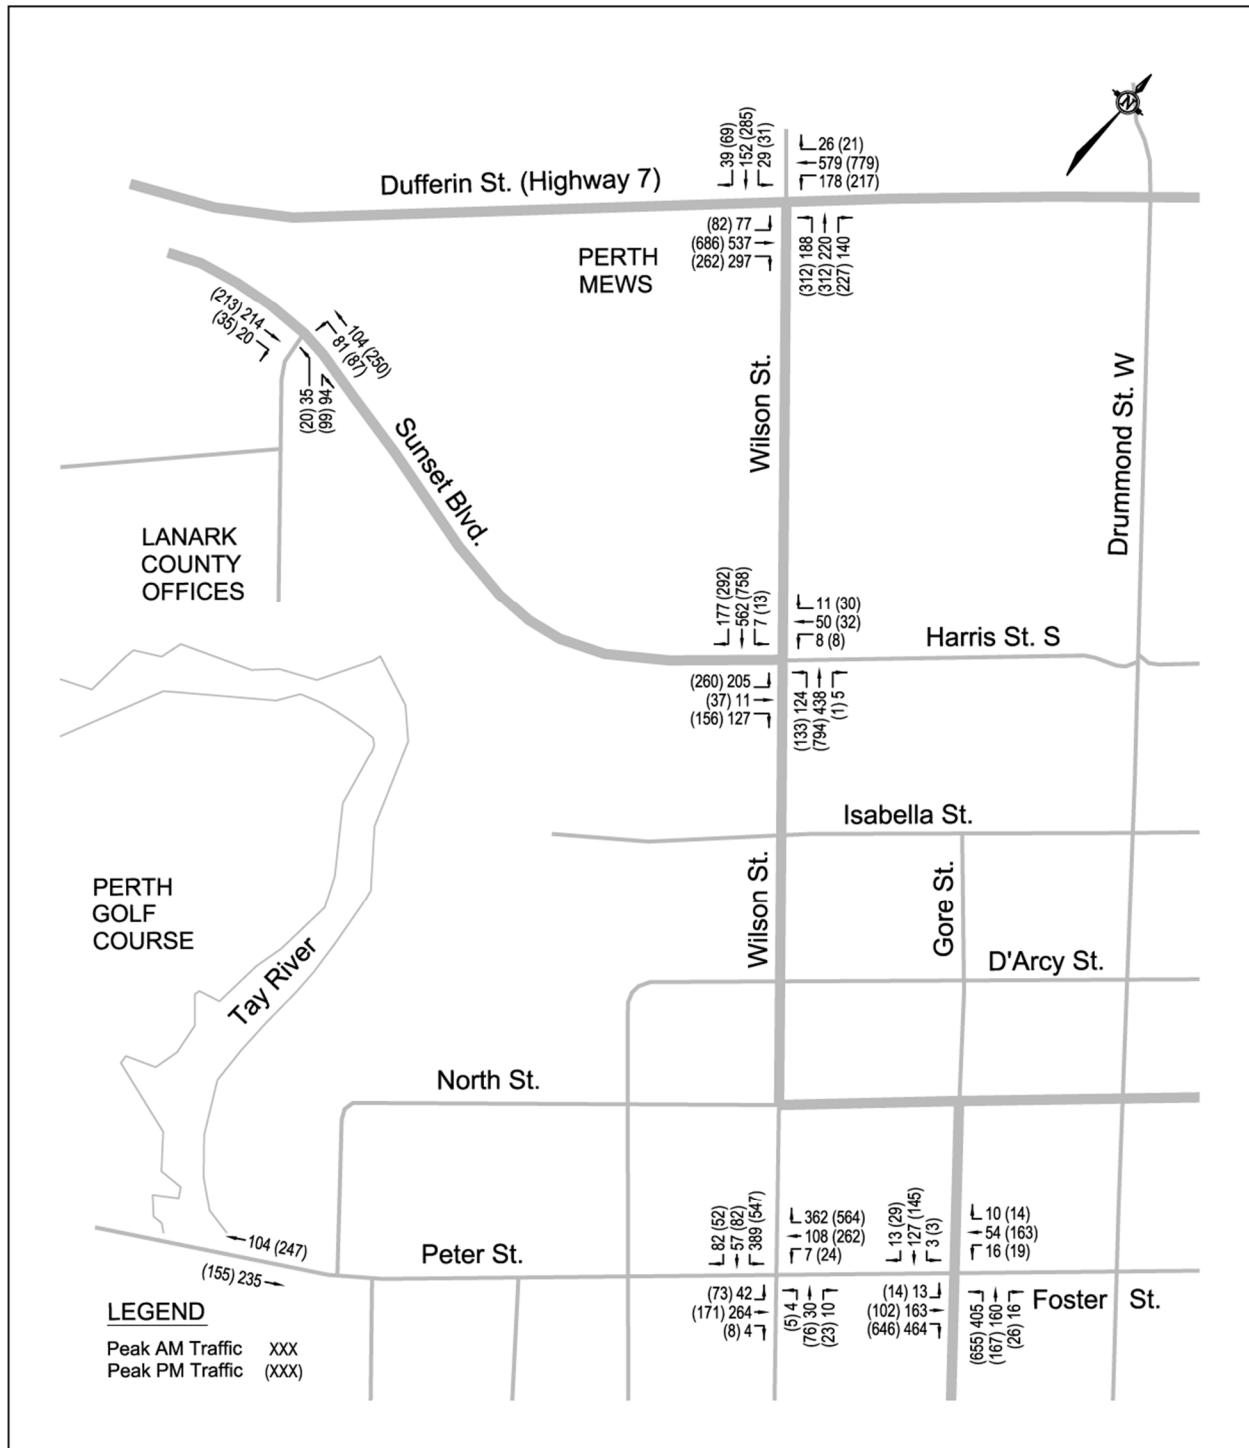 N
39 (69)
152 (285)
29 (31)
26 (21)
579 (779)
178 (217)
Dufferin St. (Highway 7)
(82) 77
(686) 537
(262) 297
(312) 188
(312) 220
(227) 140
PERTH
MEWS
(213) 214
(35) 20
104 (250)
81 (87)
(20) 35
(99) 94
Sunset Blvd.
Wilson St.
Drummond St. W
LANARK
COUNTY
OFFICES
177 (292)
562 (758)
7 (13)
11 (30)
50 (32)
8 (8)
Harris St. S
(260) 205
(37) 11
(156) 127
(133) 124
(794) 438
(1) 5
Isabella St.
Wilson St.
Gore St.
PERTH
GOLF
COURSE
Tay River
D'Arcy St.
North St.
82 (52)
57 (82)
389 (547)
362 (564)
108 (262)
7 (24)
13 (29)
127 (145)
3 (3)
10 (14)
54 (163)
16 (19)
104 (247)
(155) 235
Peter St.
(73) 42
(171) 264
(8) 4
(5) 4
(76) 30
(23) 10
(14) 13
(102) 163
(646) 464
(655) 405
(167) 160
(26) 16
Foster St.
LEGEND
Peak AM Traffic XXX
Peak PM Traffic (XXX)